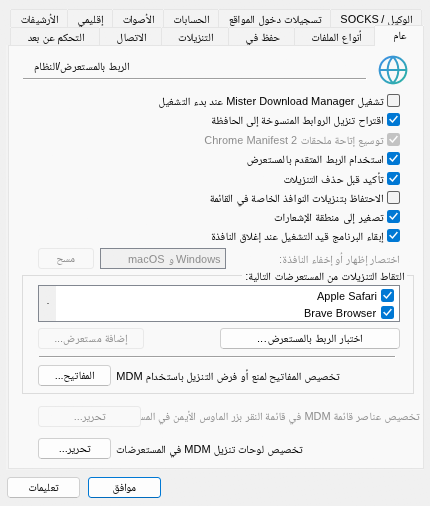 الوكيل / SOCKS تسجيلات دخول المواقع الحسابات الأصوات إقليمي الأرشيفات
عام أنواع الملفات حفظ في التنزيلات الاتصال التحكم عن بعد
الربط بالمستعرض/النظام
تشغيل Mister Download Manager عند بدء التشغيل
اقتراح تنزيل الروابط المنسوخة إلى الحافظة
توسيع إتاحة ملحقات Chrome Manifest 2
استخدام الربط المتقدم بالمستعرض
تأكيد قبل حذف التنزيلات
الاحتفاظ بتنزيلات النوافذ الخاصة في القائمة
تصغير إلى منطقة الإشعارات
إبقاء البرنامج قيد التشغيل عند إغلاق النافذة
اختصار إظهار أو إخفاء النافذة: Windows و macOS مسح
التقاط التنزيلات من المستعرضات التالية:
Apple Safari
Brave Browser
اختبار الربط بالمستعرض... إضافة مستعرض...
تخصيص المفاتيح لمنع أو فرض التنزيل باستخدام MDM المفاتيح...
تخصيص عناصر قائمة MDM في قائمة النقر بزر الماوس الأيمن في المس تحرير...
تخصيص لوحات تنزيل MDM في المستعرضات تحرير...
موافق تعليمات